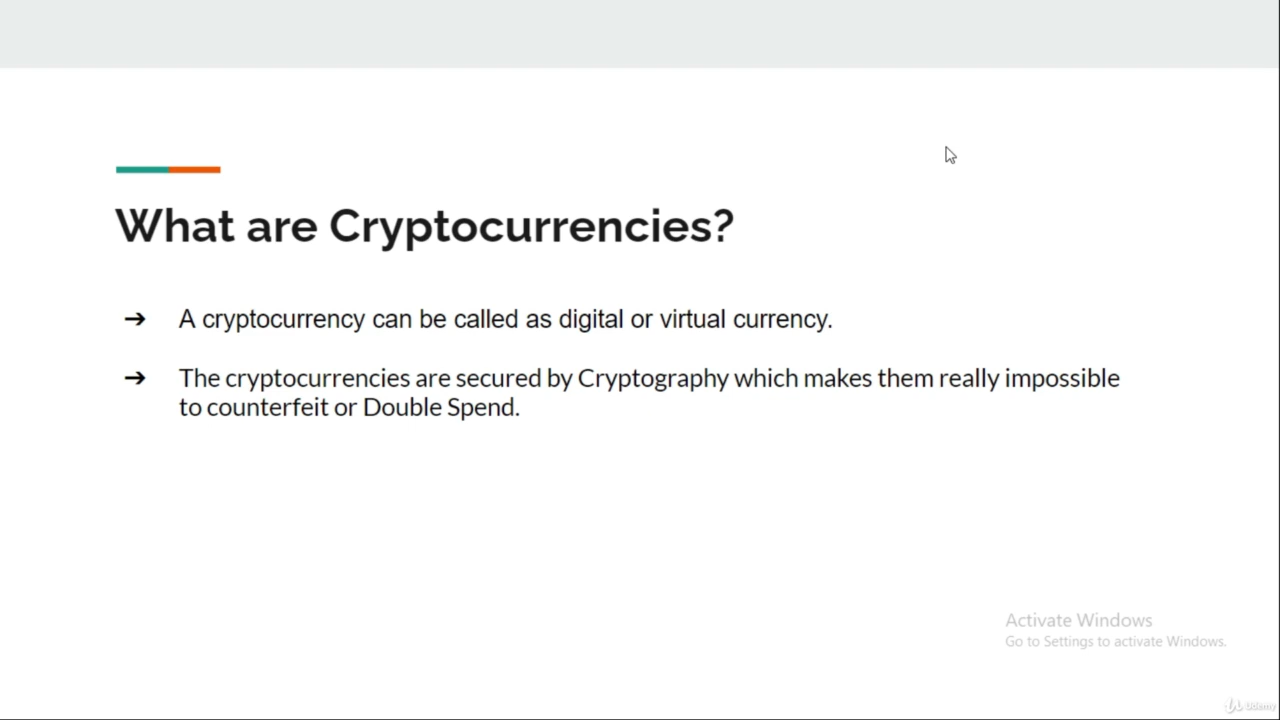 What are Cryptocurrencies?
➔ A cryptocurrency can be called as digital or virtual currency.
➔ The cryptocurrencies are secured by Cryptography which makes them really impossible
to counterfeit or Double Spend.
Activate Windows
Go to Settings to activate Windows.
Udemy